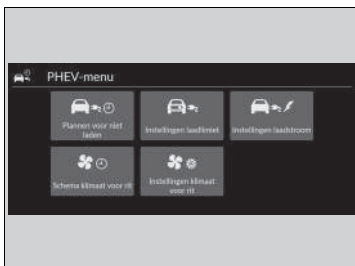 PHEV-menu
Plannen voor niet
laden
Instellingen laadlimiet
Instellingen laadstroom
Schema klimaat voor rit
Instellingen klimaat
voor rit